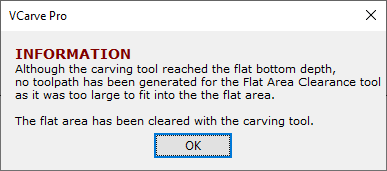 VCarve Pro
INFORMATION
Although the carving tool reached the flat bottom depth,
no toolpath has been generated for the Flat Area Clearance tool
as it was too large to fit into the the flat area.
The flat area has been cleared with the carving tool.
OK